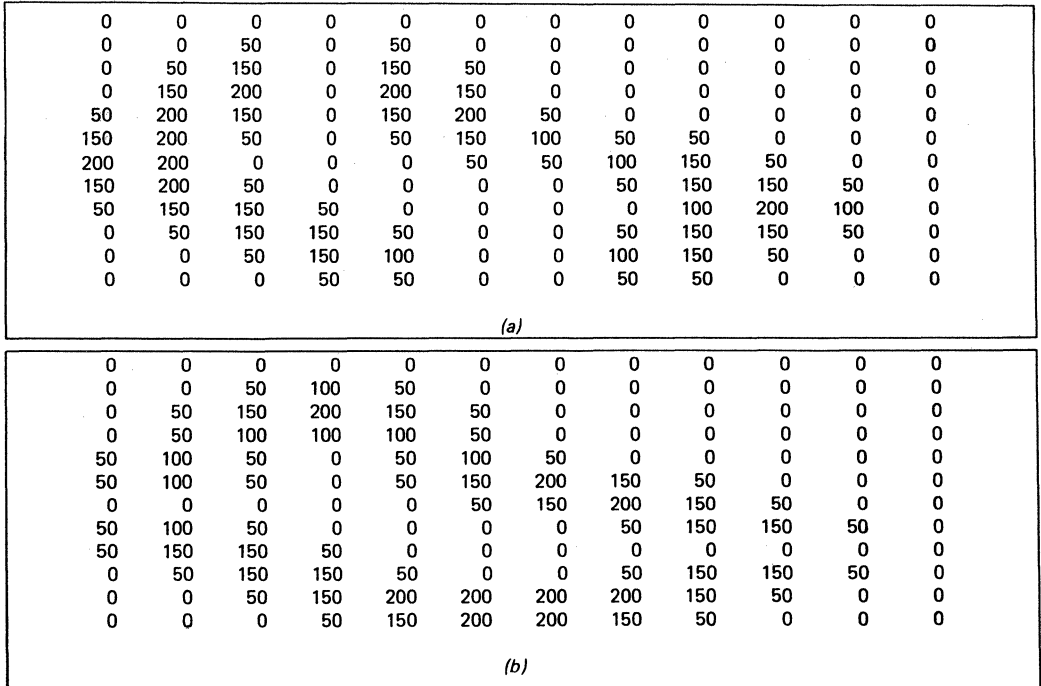 0 0 0 0 0 0 0 0 0 0 0 0
0 0 50 0 50 0 0 0 0 0 0 0
0 50 150 0 150 50 0 0 0 0 0 0
0 150 200 0 200 150 0 0 0 0 0 0
50 200 150 0 150 200 50 0 0 0 0 0
150 200 50 0 50 150 100 50 50 0 0 0
200 200 0 0 0 50 50 100 150 50 0 0
150 200 50 0 0 0 0 50 150 150 50 0
50 150 150 50 0 0 0 0 100 200 100 0
0 50 150 150 50 0 0 50 150 150 50 0
0 0 50 150 100 0 0 100 150 50 0 0
0 0 0 50 50 0 0 50 50 0 0 0
(a)
0 0 0 0 0 0 0 0 0 0 0 0
0 0 50 100 50 0 0 0 0 0 0 0
0 50 150 200 150 50 0 0 0 0 0 0
0 50 100 100 100 50 0 0 0 0 0 0
50 100 50 0 50 100 50 0 0 0 0 0
50 100 50 0 50 150 200 150 50 0 0 0
0 0 0 0 0 50 150 200 150 50 0 0
50 100 50 0 0 0 0 50 150 150 50 0
50 150 150 50 0 0 0 0 0 0 0 0
0 50 150 150 50 0 0 50 150 150 50 0
0 0 50 150 200 200 200 200 150 50 0 0
0 0 0 50 150 200 200 150 50 0 0 0
(b)